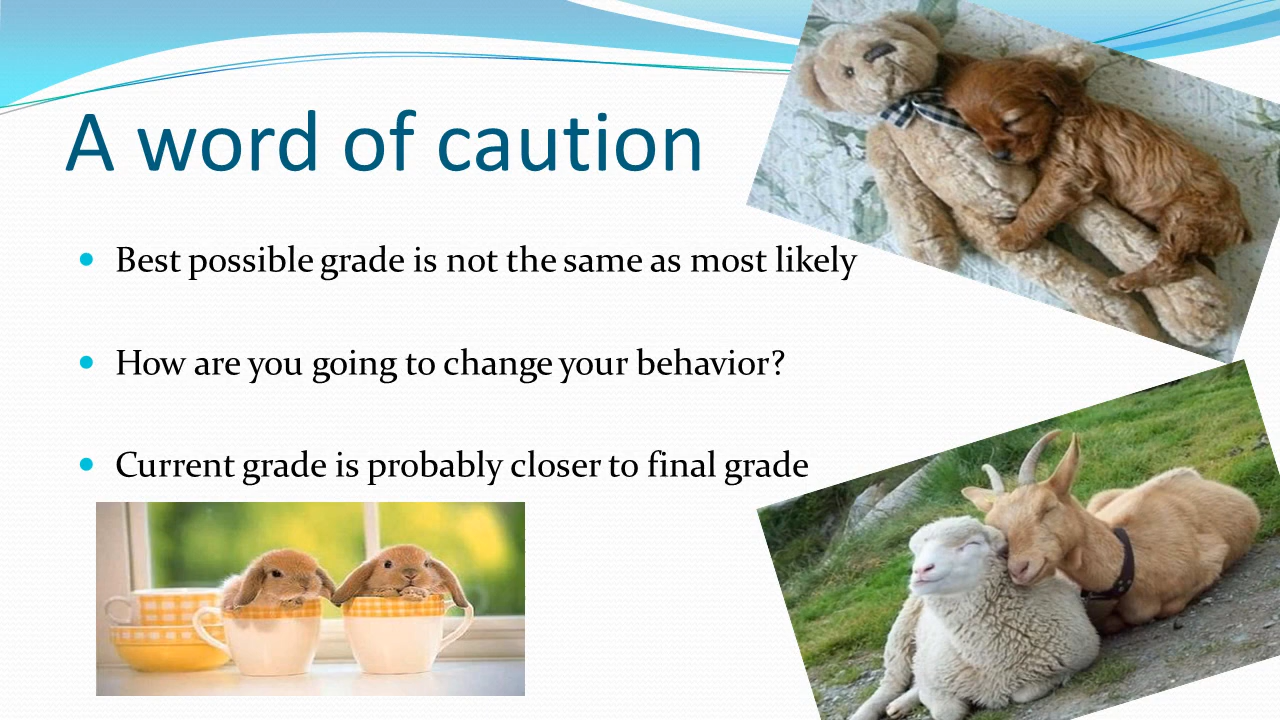 A word of caution
Best possible grade is not the same as most likely
How are you going to change your behavior?
Current grade is probably closer to final grade